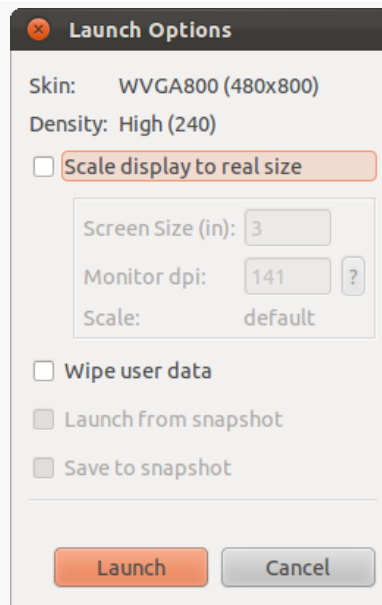 Launch Options
Skin: WVGA800 (480x800)
Density: High (240)
Scale display to real size
Screen Size (in): 3
Monitor dpi: 141 ?
Scale: default
Wipe user data
Launch from snapshot
Save to snapshot
Launch Cancel